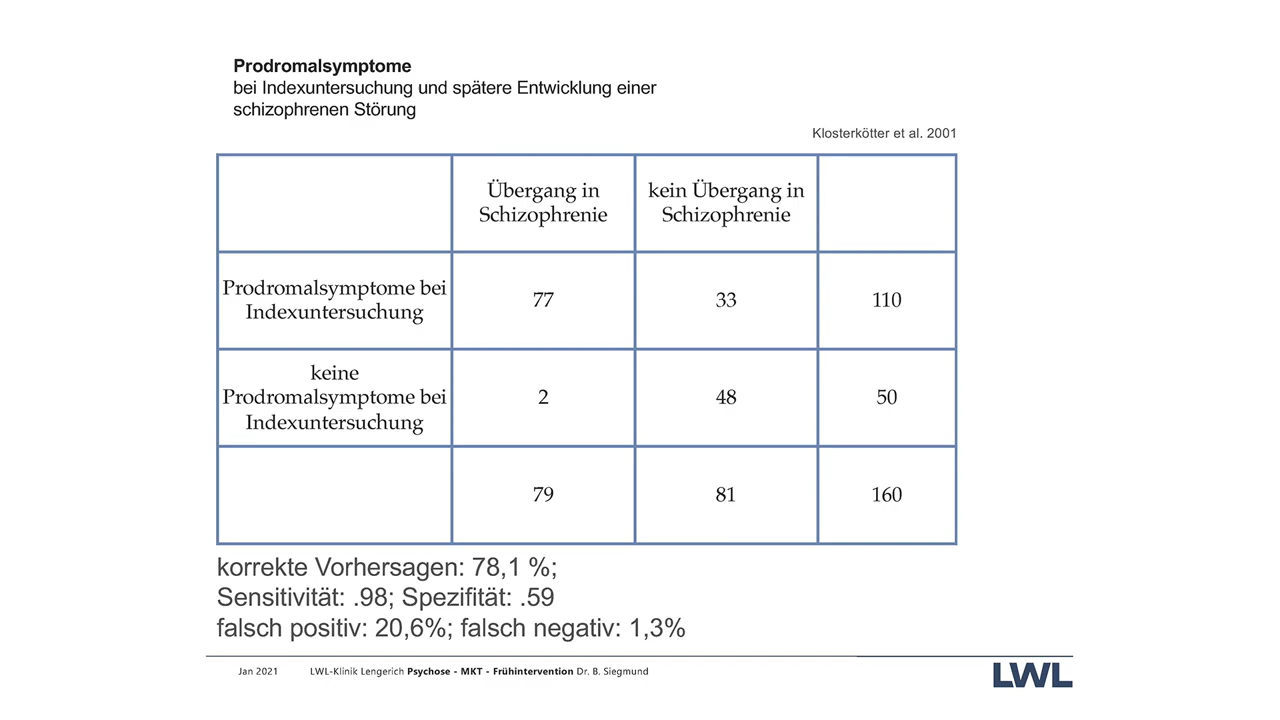 Prodromalsymptome
bei Indexuntersuchung und spätere Entwicklung einer
schizophrenen Störung
Klosterkötter et al. 2001
Übergang in
Schizophrenie
kein Übergang in
Schizophrenie
Prodromalsymptome bei
Indexuntersuchung
77
33
110
keine
Prodromalsymptome bei
Indexuntersuchung
2
48
50
79
81
160
korrekte Vorhersagen: 78,1 %;
Sensitivität: .98; Spezifität: .59
falsch positiv: 20,6%; falsch negativ: 1,3%
Jan 2021 LWL-Klinik Lengerich Psychose - MKT - Frühintervention Dr. B. Siegmund
LWL